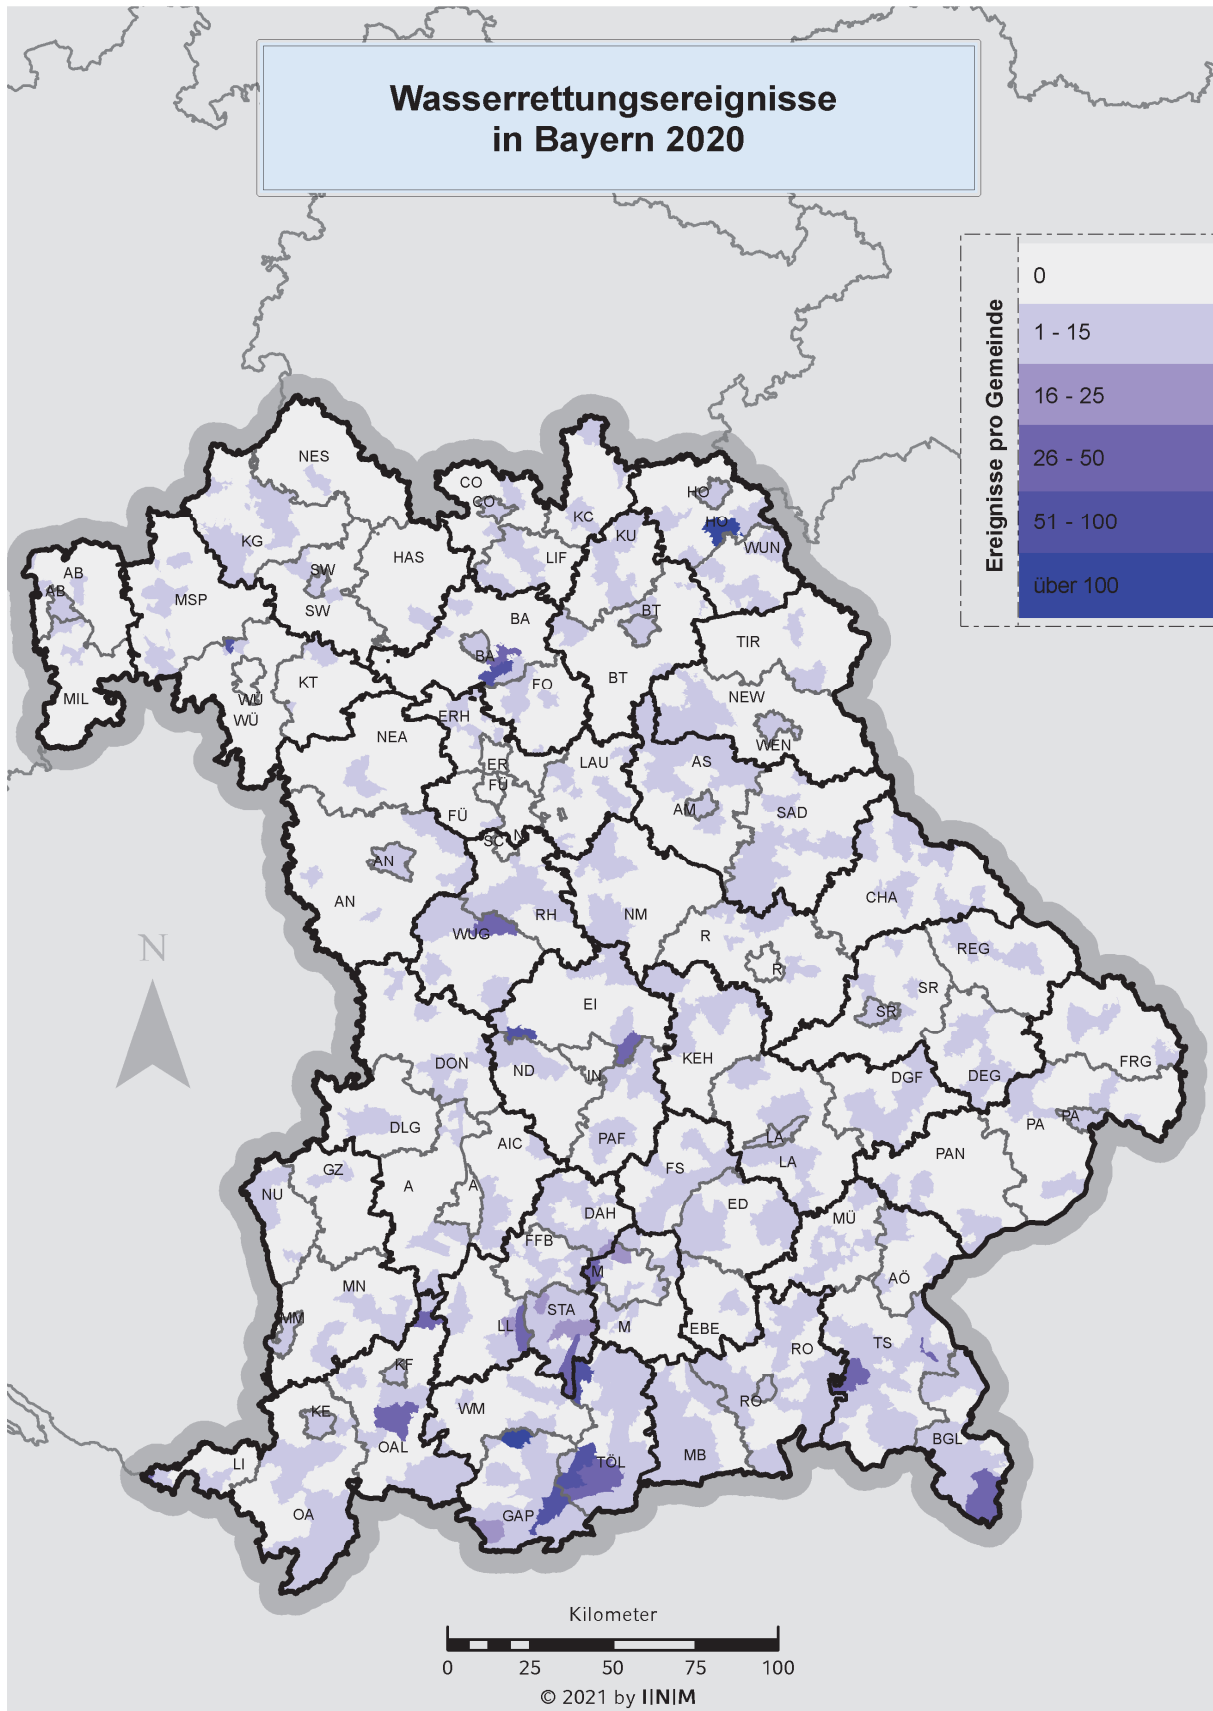 Wasserrettungsereignisse
in Bayern 2020
Ereignisse pro Gemeinde
0
1 - 15
16 - 25
26 - 50
51 - 100
über 100
NES
CO
CO
HO
HO
KC
KU
WUN
KG
HAS
LIF
SW
SW
AB
AB
MSP
BA
BT
TIR
BA
FO
BT
KT
MIL
WÜ
WÜ
NEW
ERH
NEA
WEN
ER
LAU
AS
FÜ
FÜ
AM
SAD
SC
N
AN
AN
CHA
RH
NM
WUG
R
R
REG
SR
SR
EI
DON
ND
IN
KEH
DGF
DEG
FRG
PA
PA
DLG
AIC
PAF
LA
LA
PAN
GZ
NU
A
A
FS
ED
DAH
MÜ
FFB
M
AÖ
MN
MM
LL
STA
M
EBE
RO
TS
KF
KE
WM
RO
OAL
BGL
LI
TÖL
MB
OA
GAP
N
Kilometer
0 25 50 75 100
© 2021 by I|N|M